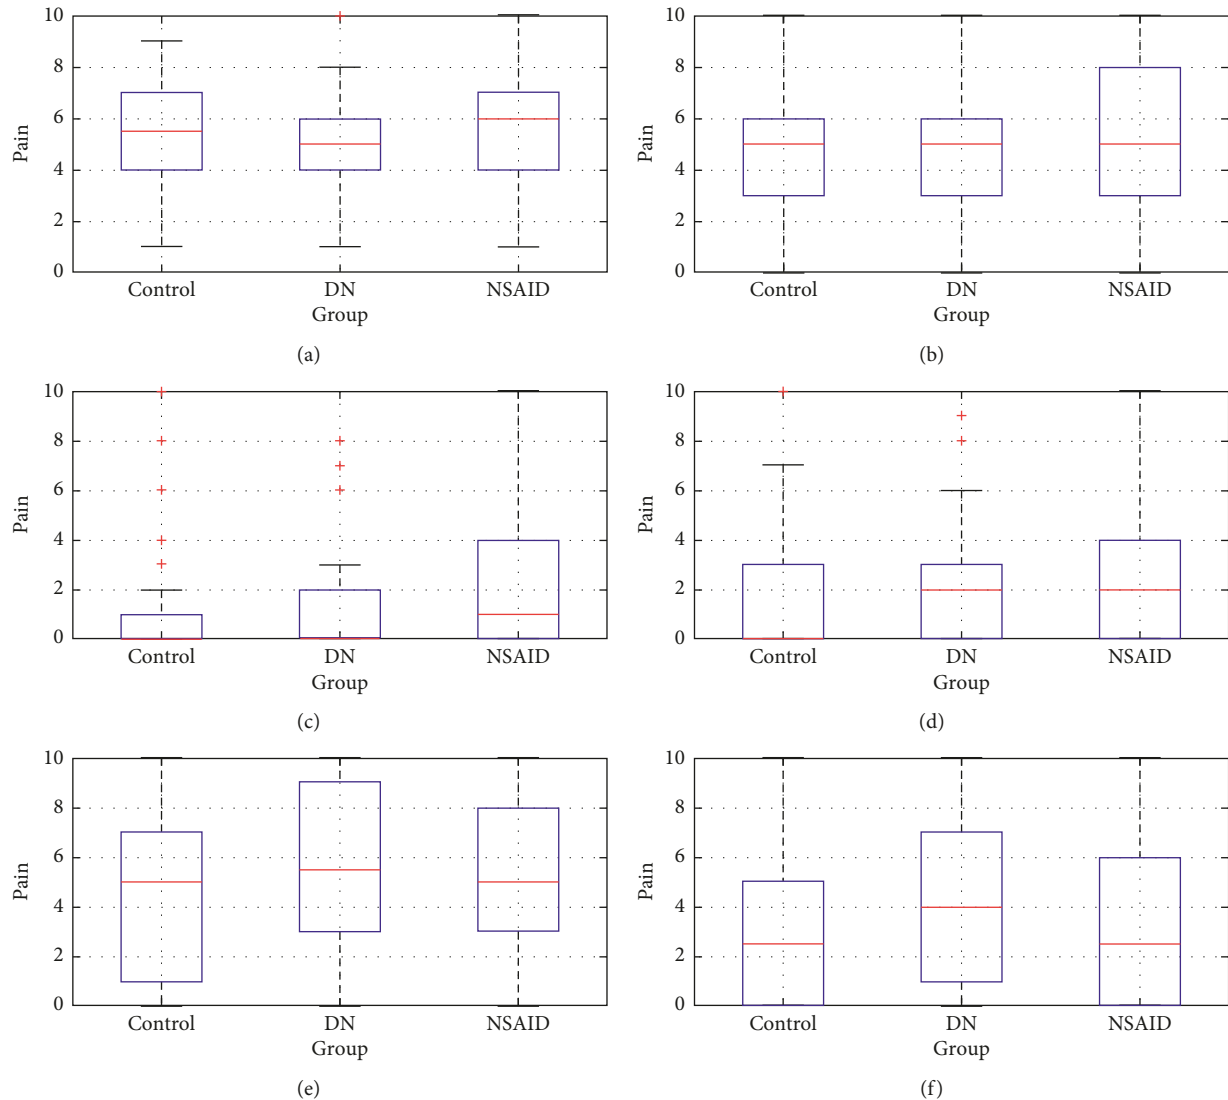 10
8
6
4
2
0
Pain
Control
DN
NSAID
Group
(a)
10
8
6
4
2
0
Pain
Control
DN
NSAID
Group
(b)
10
8
6
4
2
0
Pain
Control
DN
NSAID
Group
(c)
10
8
6
4
2
0
Pain
Control
DN
NSAID
Group
(d)
10
8
6
4
2
0
Pain
Control
DN
NSAID
Group
(e)
10
8
6
4
2
0
Pain
Control
DN
NSAID
Group
(f)